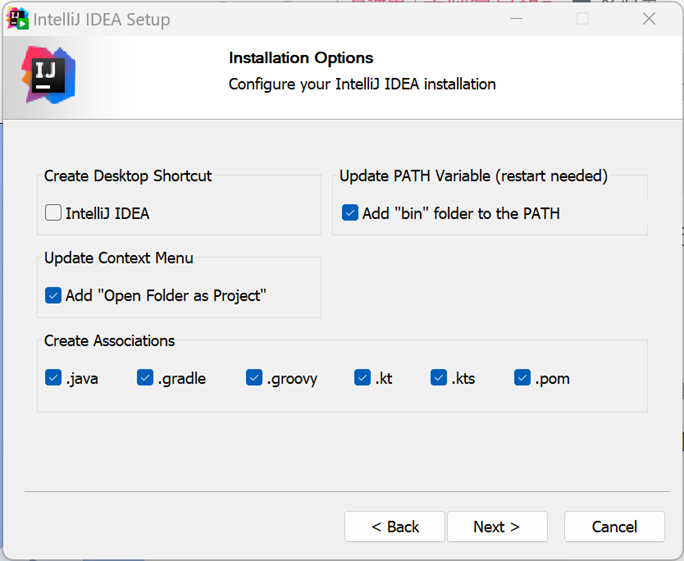 IntelliJ IDEA Setup
IJ
Installation Options
Configure your IntelliJ IDEA installation
Create Desktop Shortcut
IntelliJ IDEA
Update PATH Variable (restart needed)
Add "bin" folder to the PATH
Update Context Menu
Add "Open Folder as Project"
Create Associations
.java .gradle .groovy .kt .kts .pom
< Back Next > Cancel